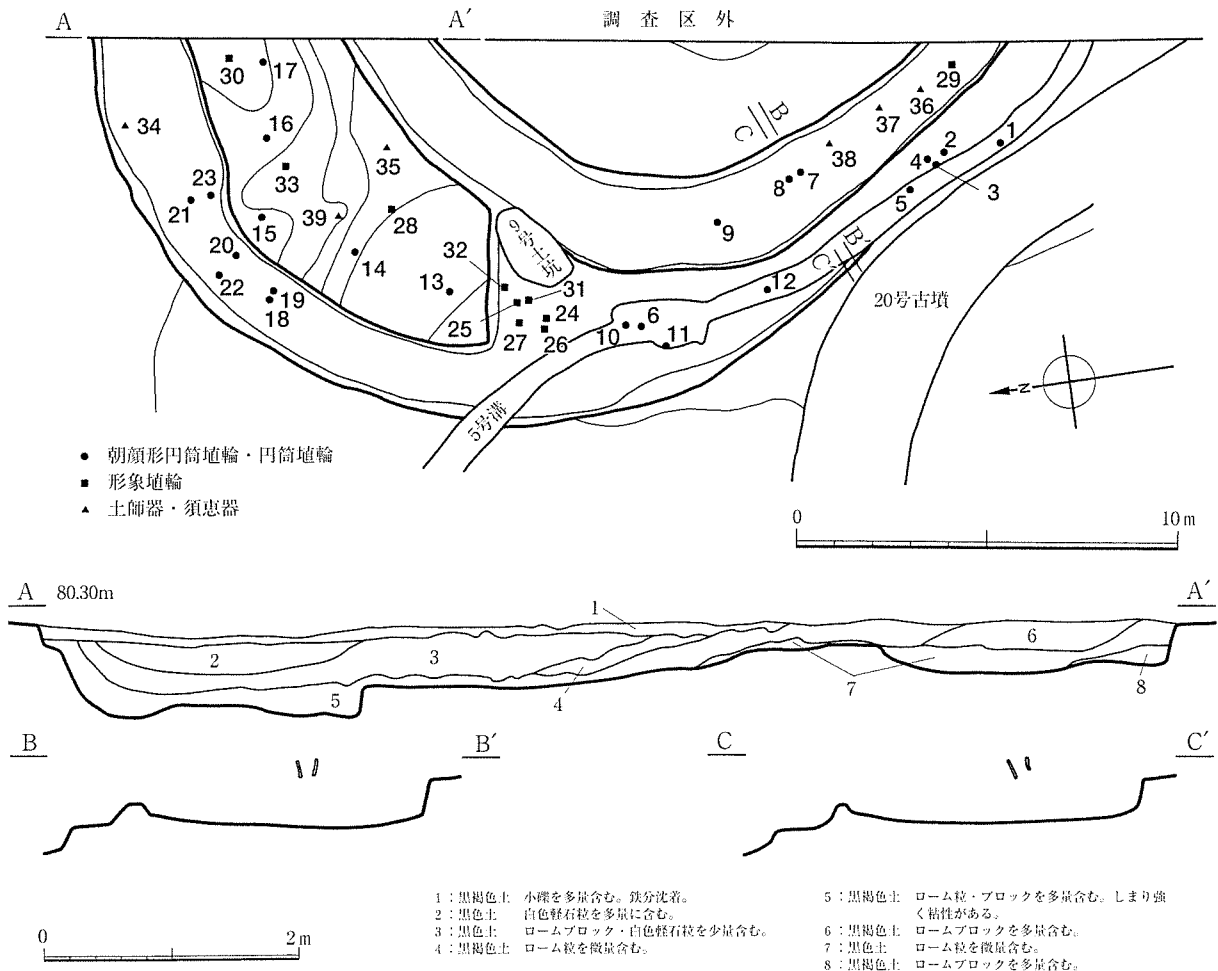 A
A′
調査区外
30
17
34
16
33
35
23
21
15
39
28
20
22
19
18
14
13
32
9号土坑
31
25
24
27
26
10
6
11
12
5号溝
B
C
29
36
37
38
8
7
9
2
1
4
3
5
B′
C′
20号古墳
N
● 朝顔形円筒埴輪・円筒埴輪
■ 形象埴輪
▲ 土師器・須恵器
0
10m
A 80.30m
A′
1
2
3
4
5
6
7
8
B
B′
C
C′
0
2m
1:黒褐色土 小礫を多量含む。鉄分沈着。
2:黒色土 白色軽石粒を多量に含む。
3:黒色土 ロームブロック・白色軽石粒を少量含む。
4:黒褐色土 ローム粒を微量含む。
5:黒褐色土 ローム粒・ブロックを多量含む。しまり強
く粘性がある。
6:黒褐色土 ロームブロックを多量含む。
7:黒色土 ローム粒を微量含む。
8:黒褐色土 ロームブロックを多量含む。